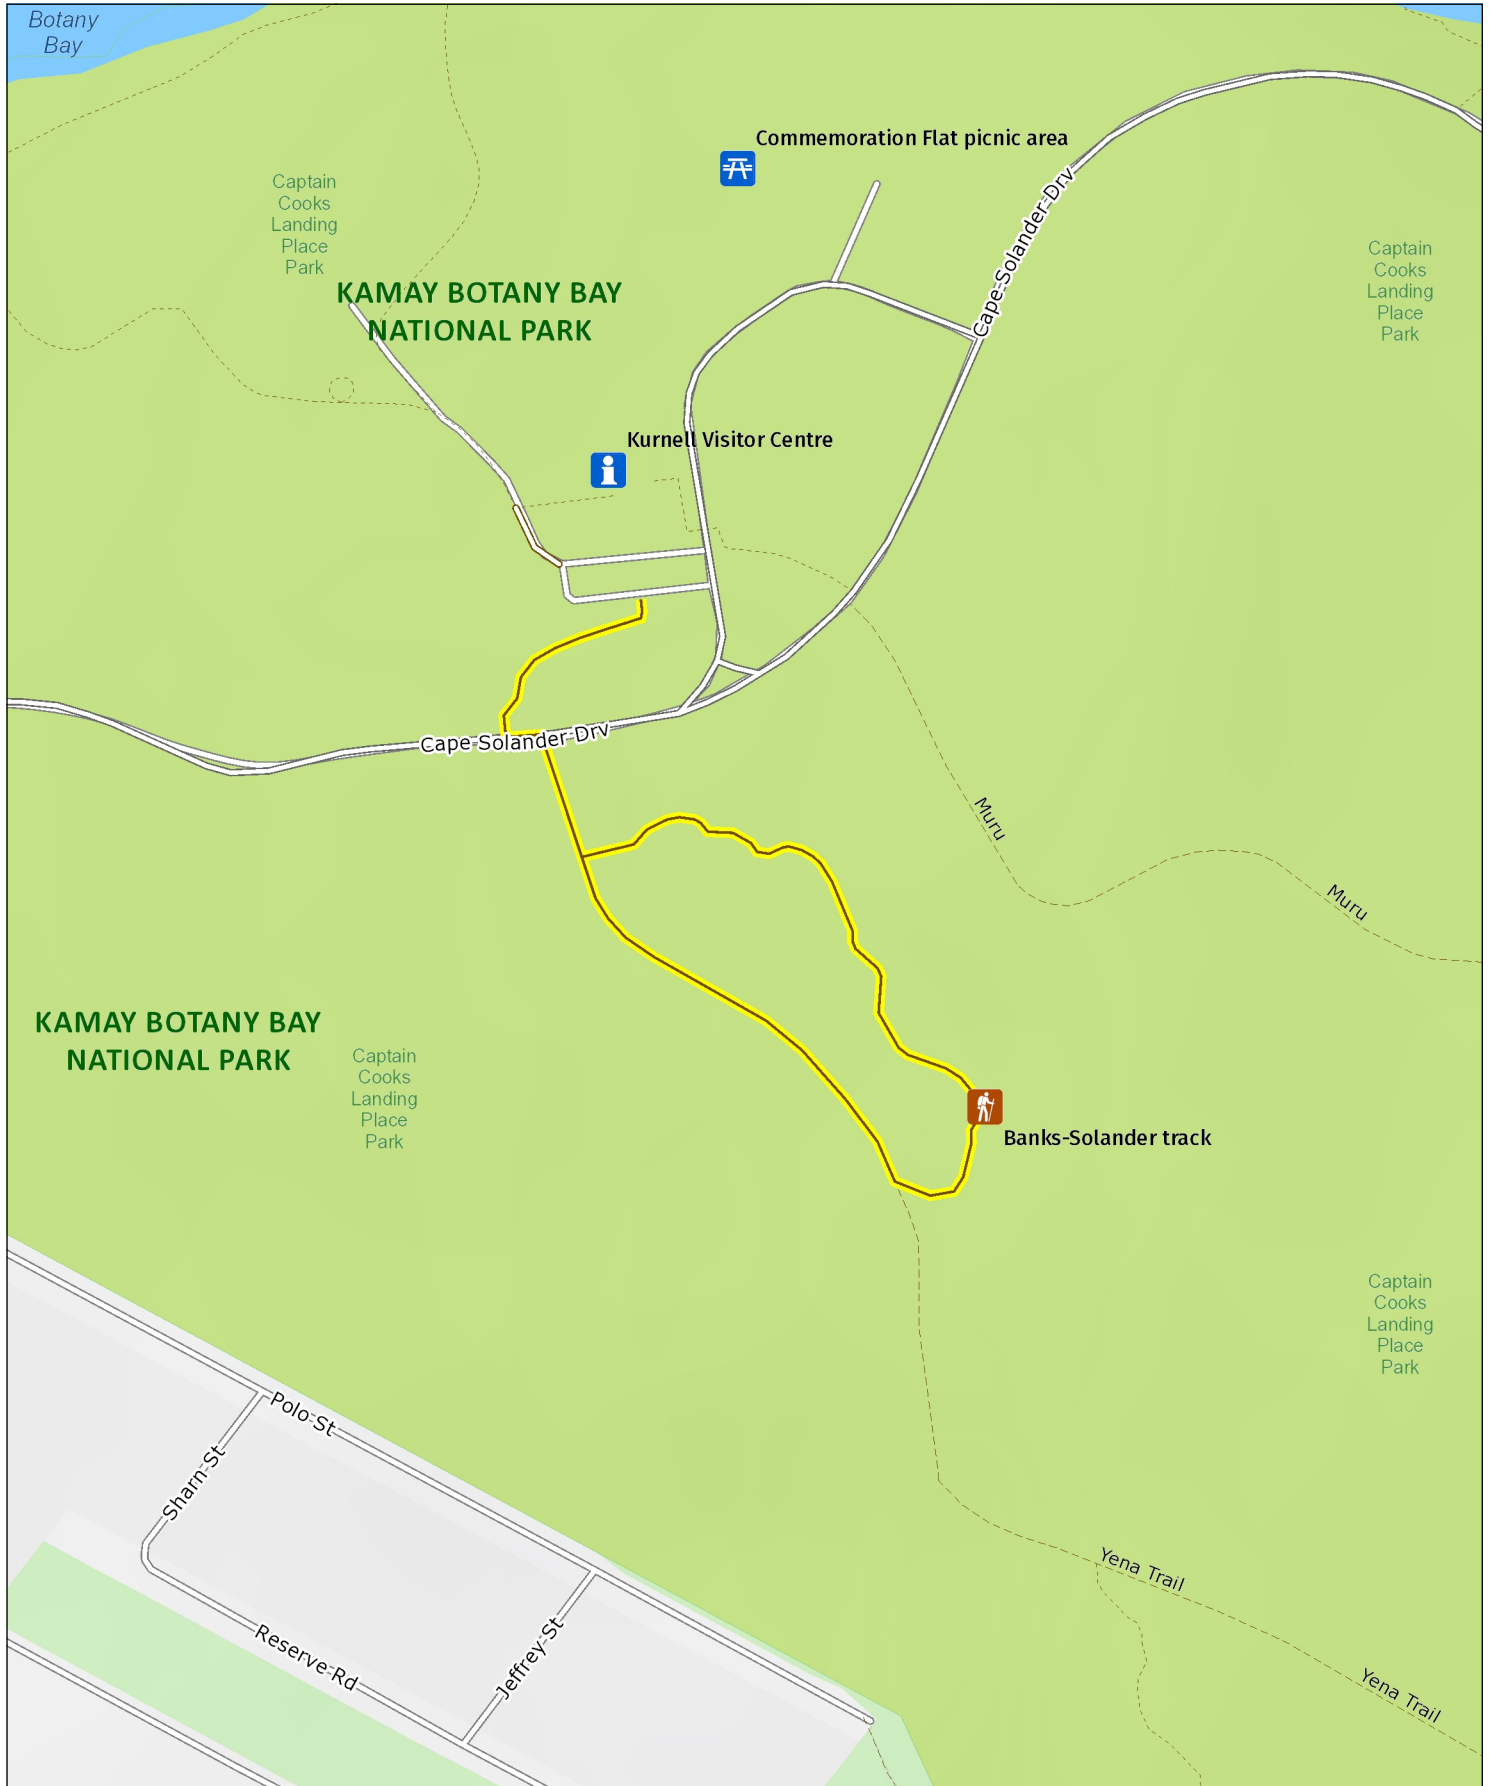 Botany
Bay
Commemoration Flat picnic area
Captain
Cooks
Landing
Place
Park
Cape-Solander-Drv
Captain
Cooks
Landing
Place
Park
KAMAY BOTANY BAY
NATIONAL PARK
Kurnell Visitor Centre
Cape Solander Drv
Muru
Muru
KAMAY BOTANY BAY
NATIONAL PARK
Captain
Cooks
Landing
Place
Park
Banks-Solander track
Captain
Cooks
Landing
Place
Park
Polo-St
Sharn-St
Yena Trail
Reserve-Rd
Jeffrey-St
Yena Trail